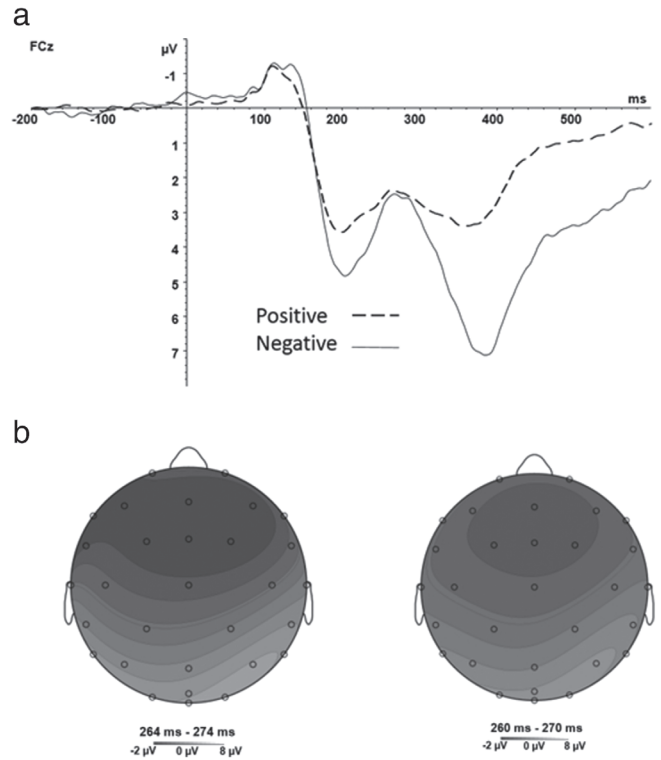 a
FCz
µV
-1
ms
-200 -100 100 200 300 400 500
1
2
3
4
5
6
7
Positive
Negative
b
264 ms - 274 ms
-2 µV 0 µV 8 µV
260 ms - 270 ms
-2 µV 0 µV 8 µV